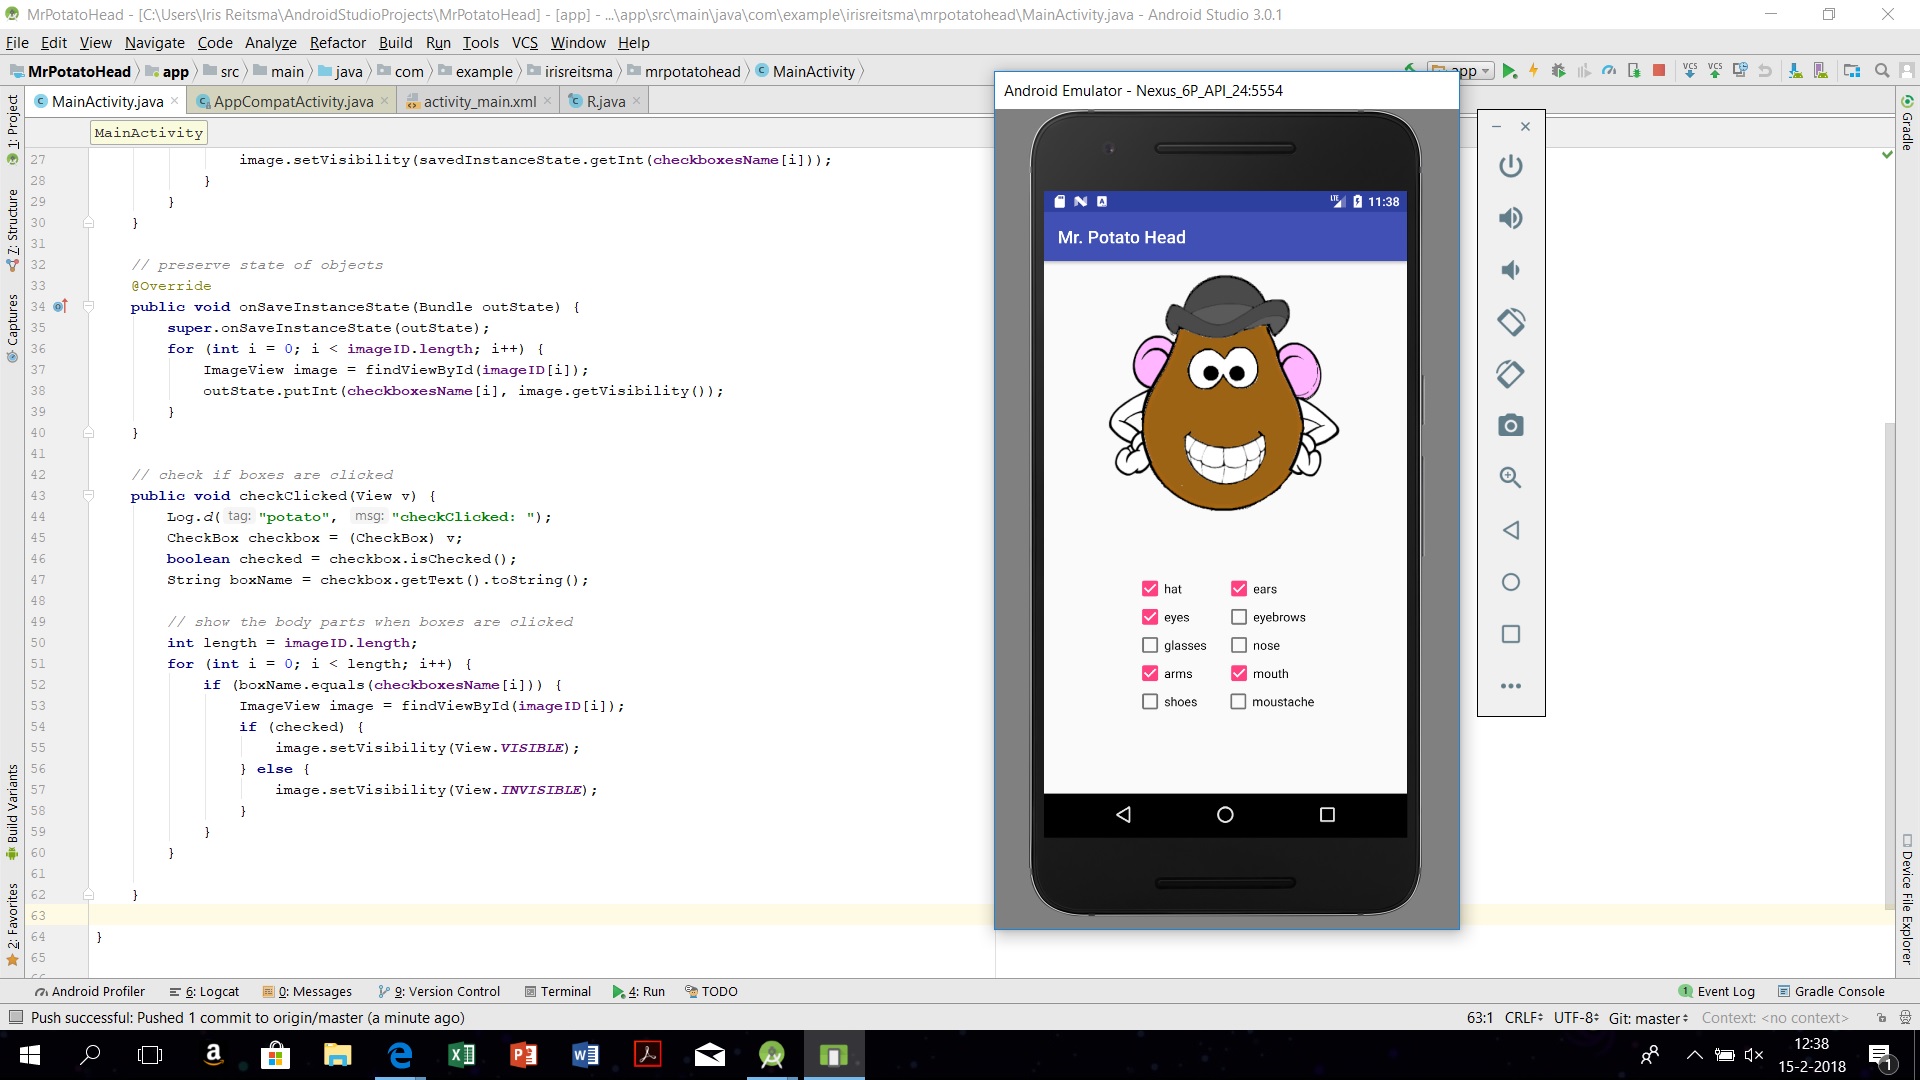 MrPotatoHead - [C:\Users\Iris Reitsma\AndroidStudioProjects\MrPotatoHead] - [app] - ...\app\src\main\java\com\example\irisreitsma\mrpotatohead\MainActivity.java - Android Studio 3.0.1
File Edit View Navigate Code Analyze Refactor Build Run Tools VCS Window Help
MrPotatoHead app src main java com example irisreitsma mrpotatohead MainActivity
app
VCS VCS
MainActivity.java AppCompatActivity.java activity_main.xml R.java
MainActivity
27 image.setVisibility(savedInstanceState.getInt(checkboxesName[i]));
28 }
29 }
30 }
31
32 // preserve state of objects
33 @Override
34 public void onSaveInstanceState(Bundle outState) {
35 super.onSaveInstanceState(outState);
36 for (int i = 0; i < imageID.length; i++) {
37 ImageView image = findViewById(imageID[i]);
38 outState.putInt(checkboxesName[i], image.getVisibility());
39 }
40 }
41
42 // check if boxes are clicked
43 public void checkClicked(View v) {
44 Log.d( tag: "potato", msg: "checkClicked: ");
45 CheckBox checkbox = (CheckBox) v;
46 boolean checked = checkbox.isChecked();
47 String boxName = checkbox.getText().toString();
48
49 // show the body parts when boxes are clicked
50 int length = imageID.length;
51 for (int i = 0; i < length; i++) {
52 if (boxName.equals(checkboxesName[i])) {
53 ImageView image = findViewById(imageID[i]);
54 if (checked) {
55 image.setVisibility(View.VISIBLE);
56 } else {
57 image.setVisibility(View.INVISIBLE);
58 }
59 }
60 }
61
62 }
63
64 }
65
1: Project
7: Structure
Captures
Build Variants
2: Favorites
Android Emulator - Nexus_6P_API_24:5554
LTE 11:38
Mr. Potato Head
hat ears
eyes eyebrows
glasses nose
arms mouth
shoes moustache
Gradle
Device File Explorer
Android Profiler 6: Logcat 0: Messages 9: Version Control Terminal 4: Run TODO
1 Event Log Gradle Console
Push successful: Pushed 1 commit to origin/master (a minute ago)
63:1 CRLF UTF-8 Git: master Context: <no context>
12:38
15-2-2018
1